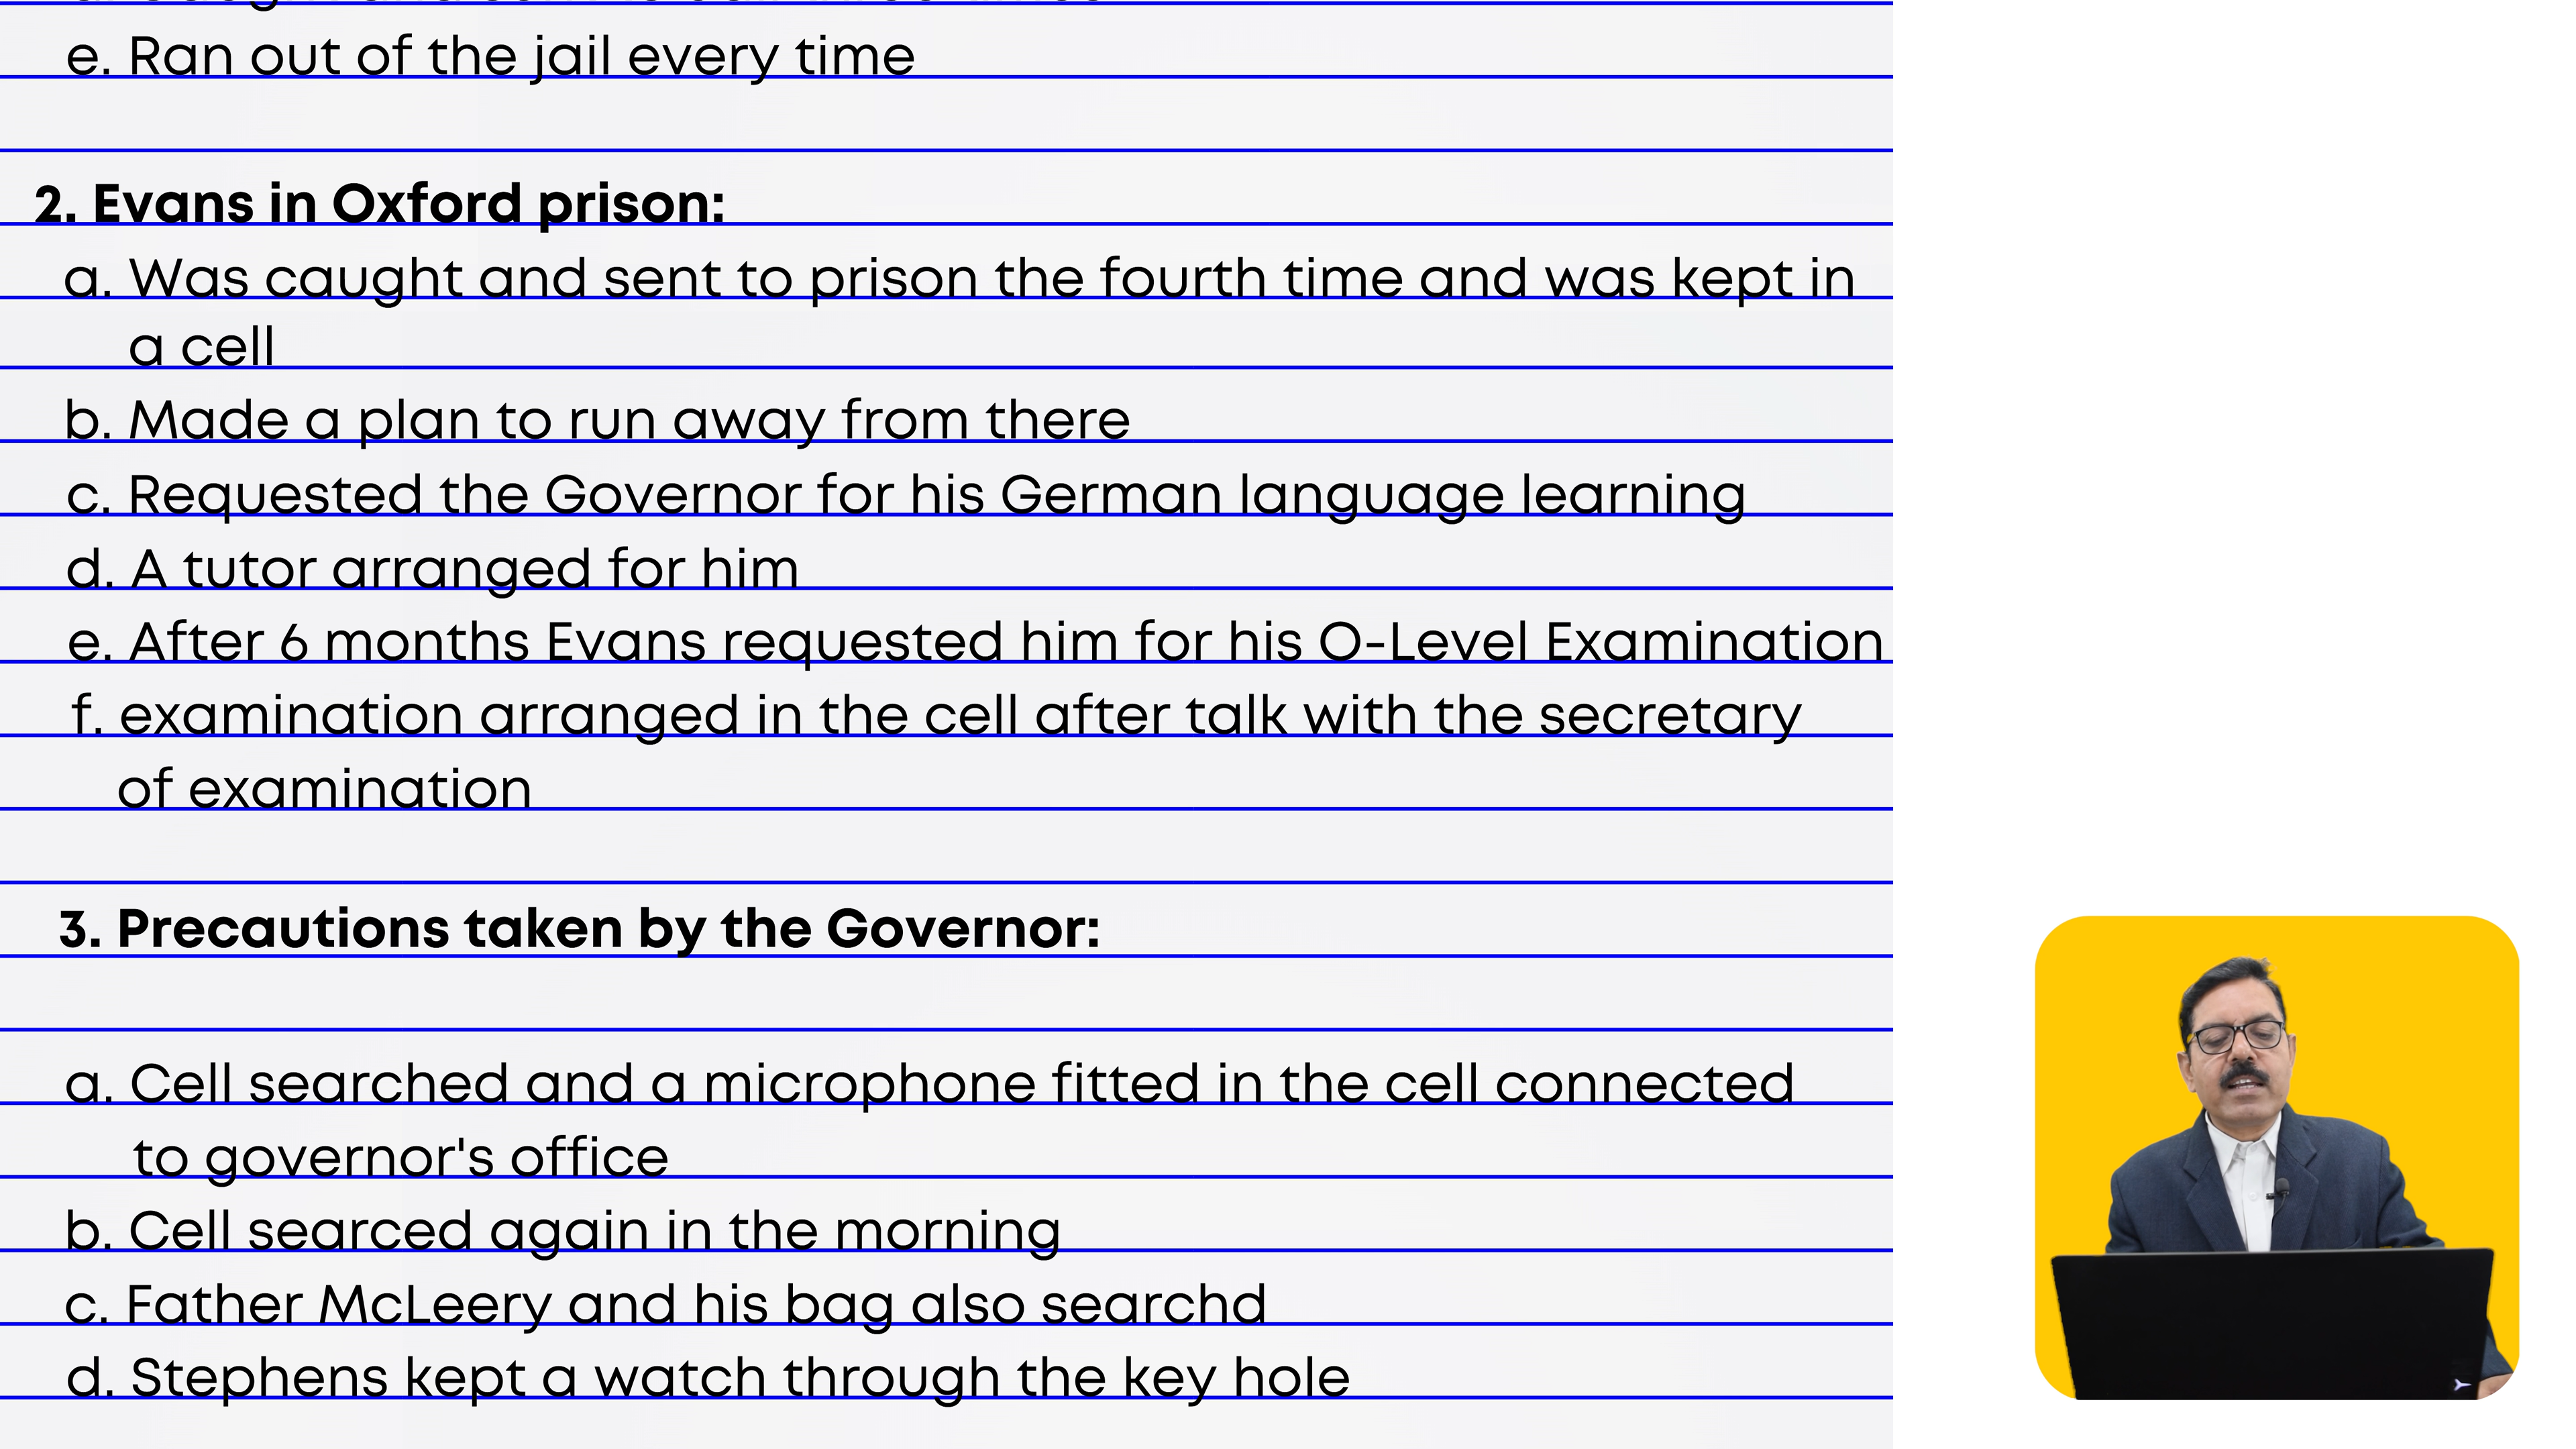 e. Ran out of the jail every time
2. Evans in Oxford prison:
a. Was caught and sent to prison the fourth time and was kept in
a cell
b. Made a plan to run away from there
c. Requested the Governor for his German language learning
d. A tutor arranged for him
e. After 6 months Evans requested him for his O-Level Examination
f. examination arranged in the cell after talk with the secretary
of examination
3. Precautions taken by the Governor:
a. Cell searched and a microphone fitted in the cell connected
to governor's office
b. Cell searced again in the morning
c. Father McLeery and his bag also searchd
d. Stephens kept a watch through the key hole